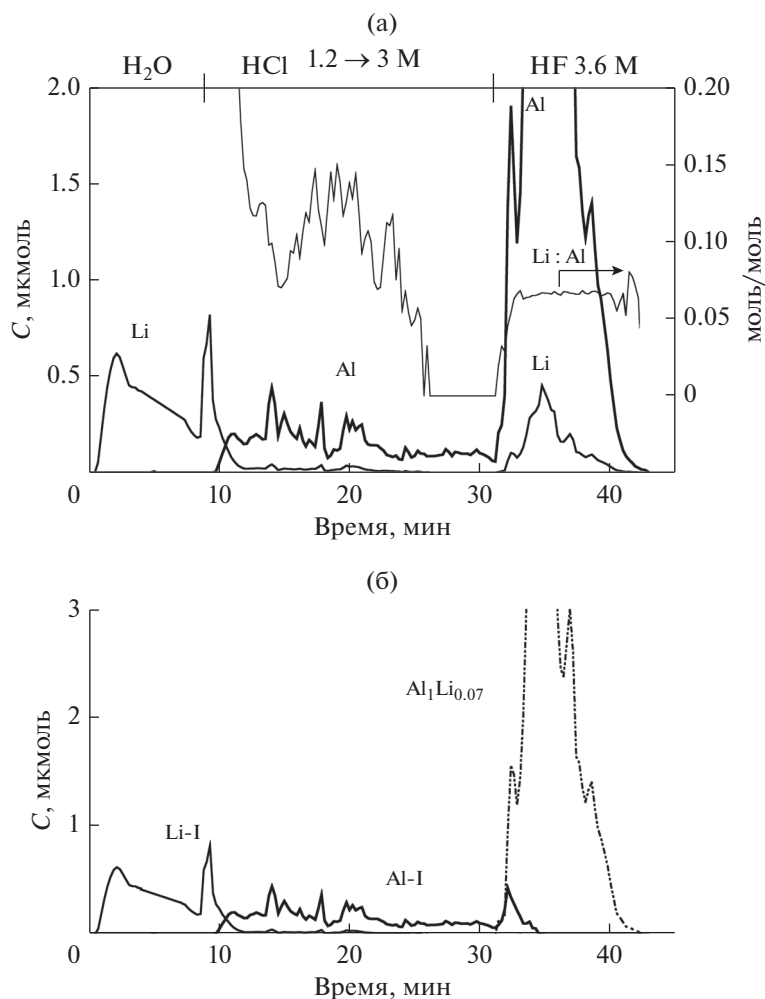 (а)
H₂O HCl 1.2 → 3 М HF 3.6 М
2.0 0.20
Al
1.5 0.15
C, мкмоль моль/моль
1.0 0.10
Li : Al
Li 0.05
Al Li
0.5 0
0 10 20 30 40
Время, мин
(б)
3
Al₁Li₀.₀₇
2
C, мкмоль
Li-I
1
Al-I
0 10 20 30 40
Время, мин